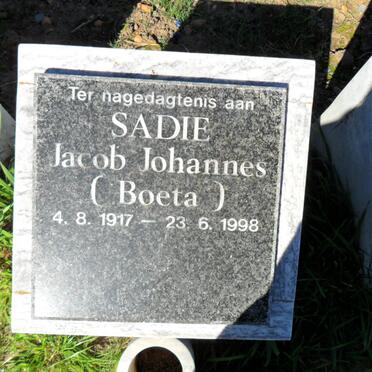 Ter nagedagtenis aan
SADIE
Jacob Johannes
( Boeta )
4. 8. 1917 — 23. 6. 1998